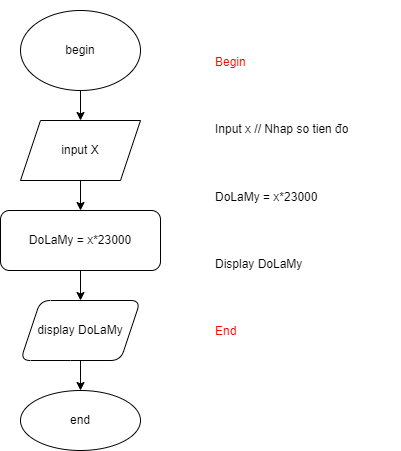 begin
input X
DoLaMy = x*23000
display DoLaMy
end
Begin
Input x // Nhap so tien đo
DoLaMy = x*23000
Display DoLaMy
End